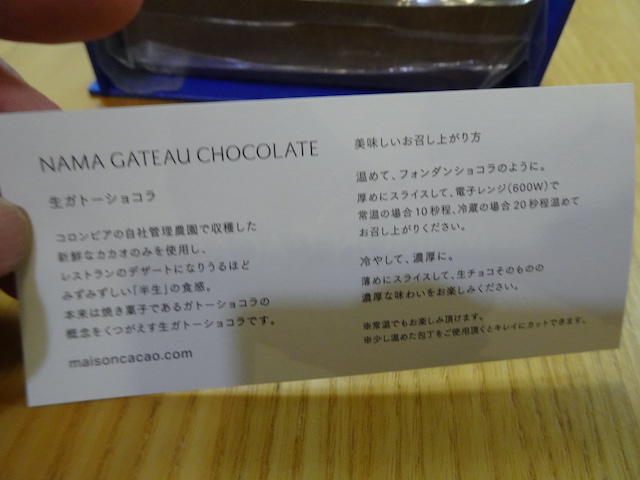 NAMA GATEAU CHOCOLATE
生ガトーショコラ
コロンビアの自社管理農園で収穫した
新鮮なカカオのみを使用し、
レストランのデザートになりうるほど
みずみずしい「半生」の食感。
本来は焼き菓子であるガトーショコラの
概念をくつがえす生ガトーショコラです。
maisoncacao.com
美味しいお召し上がり方
温めて、フォンダンショコラのように。
厚めにスライスして、電子レンジ(600W)で
常温の場合10秒程、冷蔵の場合20秒程温めて
お召し上がりください。
冷やして、濃厚に。
薄めにスライスして、生チョコそのものの
濃厚な味わいをお楽しみください。
※常温でもお楽しみ頂けます。
※少し温めた包丁をご使用頂くとキレイにカットできます。